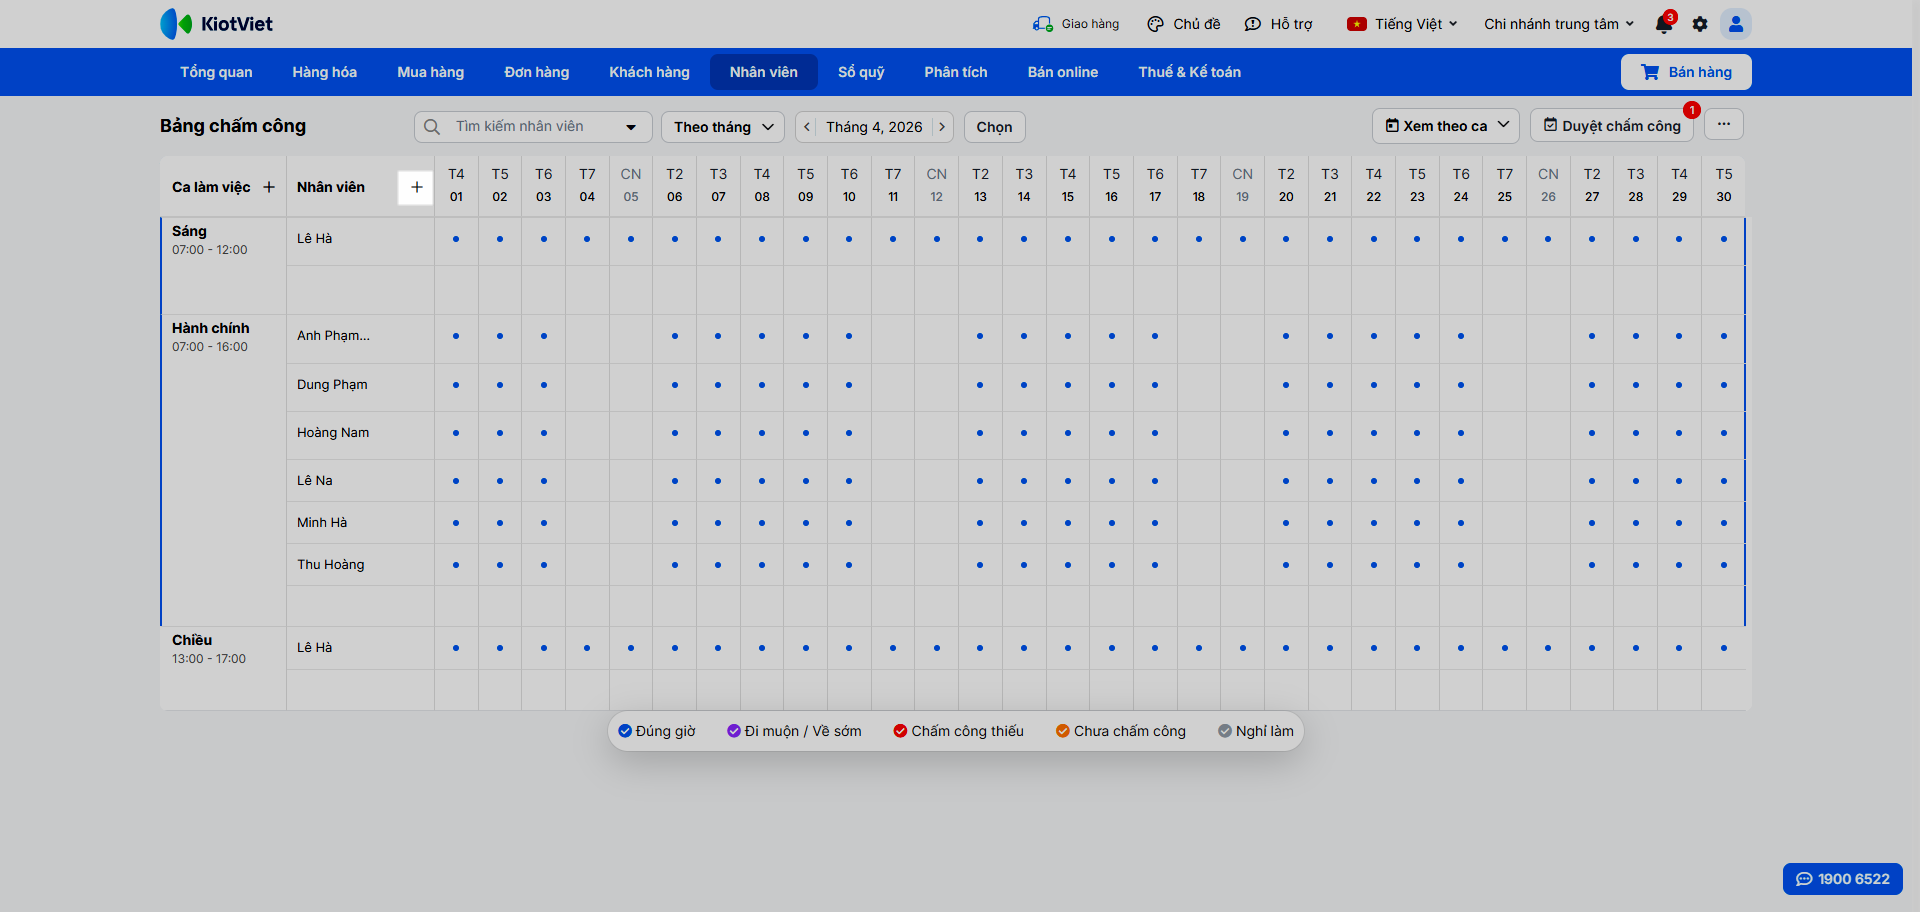 KiotViet
Giao hàng
Chủ đề
Hỗ trợ
Tiếng Việt
Chi nhánh trung tâm
3
Tổng quan
Hàng hóa
Mua hàng
Đơn hàng
Khách hàng
Nhân viên
Sổ quỹ
Phân tích
Bán online
Thuế & Kế toán
Bán hàng
Bảng chấm công
Tìm kiếm nhân viên
Theo tháng
Tháng 4, 2026
Chọn
Xem theo ca
Duyệt chấm công
1
...
Ca làm việc +
Nhân viên +
T4 T5 T6 T7 CN T2 T3 T4 T5 T6 T7 CN T2 T3 T4 T5 T6 T7 CN T2 T3 T4 T5 T6 T7 CN T2 T3 T4 T5
01 02 03 04 05 06 07 08 09 10 11 12 13 14 15 16 17 18 19 20 21 22 23 24 25 26 27 28 29 30
Sáng
07:00 - 12:00
Lê Hà
Hành chính
07:00 - 16:00
Anh Phạm...
Dung Phạm
Hoàng Nam
Lê Na
Minh Hà
Thu Hoàng
Chiều
13:00 - 17:00
Lê Hà
Đúng giờ
Đi muộn / Về sớm
Chấm công thiếu
Chưa chấm công
Nghỉ làm
1900 6522